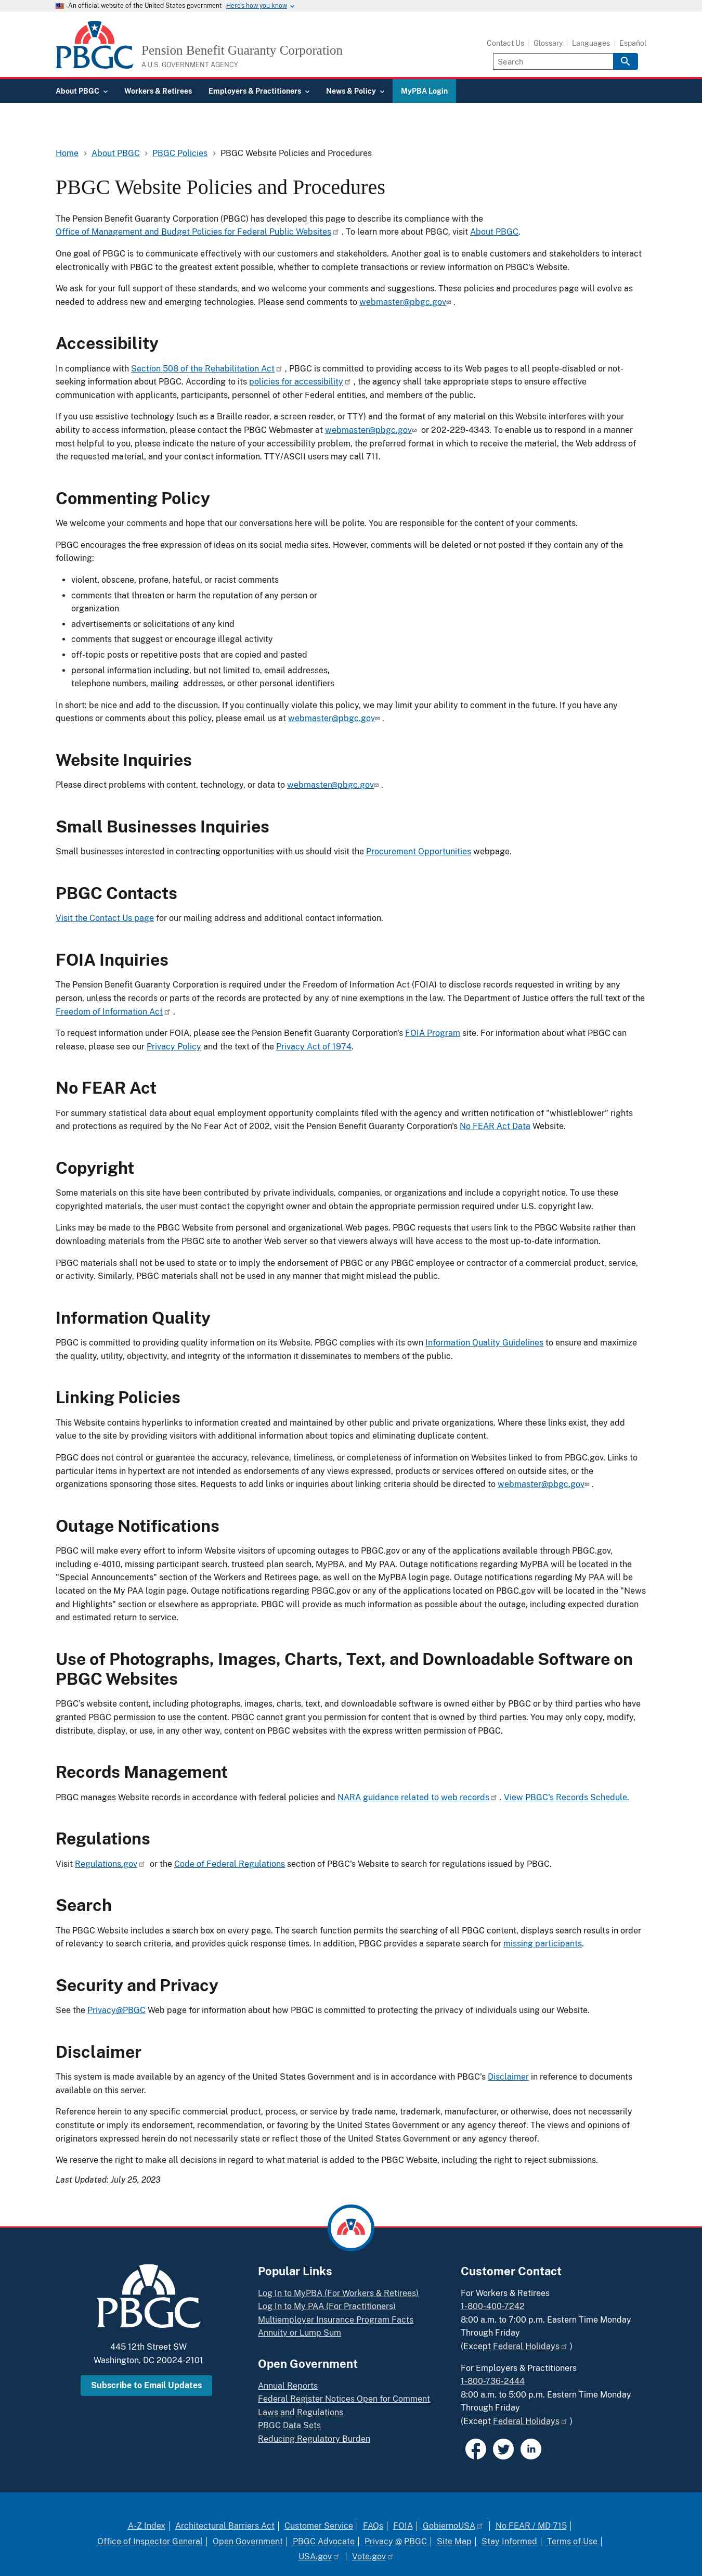 An official website of the United States government Here's how you know
PBGC
Pension Benefit Guaranty Corporation
A U.S. GOVERNMENT AGENCY
Contact Us Glossary Languages Español
Search
About PBGC Workers & Retirees Employers & Practitioners News & Policy MyPBA Login
Home About PBGC PBGC Policies PBGC Website Policies and Procedures
PBGC Website Policies and Procedures
The Pension Benefit Guaranty Corporation (PBGC) has developed this page to describe its compliance with the
Office of Management and Budget Policies for Federal Public Websites . To learn more about PBGC, visit About PBGC.
One goal of PBGC is to communicate effectively with our customers and stakeholders. Another goal is to enable customers and stakeholders to interact
electronically with PBGC to the greatest extent possible, whether to complete transactions or review information on PBGC's Website.
We ask for your full support of these standards, and we welcome your comments and suggestions. These policies and procedures page will evolve as
needed to address new and emerging technologies. Please send comments to webmaster@pbgc.gov .
Accessibility
In compliance with Section 508 of the Rehabilitation Act , PBGC is committed to providing access to its Web pages to all people-disabled or not-
seeking information about PBGC. According to its policies for accessibility , the agency shall take appropriate steps to ensure effective
communication with applicants, participants, personnel of other Federal entities, and members of the public.
If you use assistive technology (such as a Braille reader, a screen reader, or TTY) and the format of any material on this Website interferes with your
ability to access information, please contact the PBGC Webmaster at webmaster@pbgc.gov or 202-229-4343. To enable us to respond in a manner
most helpful to you, please indicate the nature of your accessibility problem, the preferred format in which to receive the material, the Web address of
the requested material, and your contact information. TTY/ASCII users may call 711.
Commenting Policy
We welcome your comments and hope that our conversations here will be polite. You are responsible for the content of your comments.
PBGC encourages the free expression of ideas on its social media sites. However, comments will be deleted or not posted if they contain any of the
following:
• violent, obscene, profane, hateful, or racist comments
• comments that threaten or harm the reputation of any person or
organization
• advertisements or solicitations of any kind
• comments that suggest or encourage illegal activity
• off-topic posts or repetitive posts that are copied and pasted
• personal information including, but not limited to, email addresses,
telephone numbers, mailing addresses, or other personal identifiers
In short: be nice and add to the discussion. If you continually violate this policy, we may limit your ability to comment in the future. If you have any
questions or comments about this policy, please email us at webmaster@pbgc.gov .
Website Inquiries
Please direct problems with content, technology, or data to webmaster@pbgc.gov .
Small Businesses Inquiries
Small businesses interested in contracting opportunities with us should visit the Procurement Opportunities webpage.
PBGC Contacts
Visit the Contact Us page for our mailing address and additional contact information.
FOIA Inquiries
The Pension Benefit Guaranty Corporation is required under the Freedom of Information Act (FOIA) to disclose records requested in writing by any
person, unless the records or parts of the records are protected by any of nine exemptions in the law. The Department of Justice offers the full text of the
Freedom of Information Act .
To request information under FOIA, please see the Pension Benefit Guaranty Corporation's FOIA Program site. For information about what PBGC can
release, please see our Privacy Policy and the text of the Privacy Act of 1974.
No FEAR Act
For summary statistical data about equal employment opportunity complaints filed with the agency and written notification of "whistleblower" rights
and protections as required by the No Fear Act of 2002, visit the Pension Benefit Guaranty Corporation's No FEAR Act Data Website.
Copyright
Some materials on this site have been contributed by private individuals, companies, or organizations and include a copyright notice. To use these
copyrighted materials, the user must contact the copyright owner and obtain the appropriate permission required under U.S. copyright law.
Links may be made to the PBGC Website from personal and organizational Web pages. PBGC requests that users link to the PBGC Website rather than
downloading materials from the PBGC site to another Web server so that viewers always will have access to the most up-to-date information.
PBGC materials shall not be used to state or to imply the endorsement of PBGC or any PBGC employee or contractor of a commercial product, service,
or activity. Similarly, PBGC materials shall not be used in any manner that might mislead the public.
Information Quality
PBGC is committed to providing quality information on its Website. PBGC complies with its own Information Quality Guidelines to ensure and maximize
the quality, utility, objectivity, and integrity of the information it disseminates to members of the public.
Linking Policies
This Website contains hyperlinks to information created and maintained by other public and private organizations. Where these links exist, they add
value to the site by providing visitors with additional information about topics and eliminating duplicate content.
PBGC does not control or guarantee the accuracy, relevance, timeliness, or completeness of information on Websites linked to from PBGC.gov. Links to
particular items in hypertext are not intended as endorsements of any views expressed, products or services offered on outside sites, or the
organizations sponsoring those sites. Requests to add links or inquiries about linking criteria should be directed to webmaster@pbgc.gov .
Outage Notifications
PBGC will make every effort to inform Website visitors of upcoming outages to PBGC.gov or any of the applications available through PBGC.gov,
including e-4010, missing participant search, trusteed plan search, MyPBA, and My PAA. Outage notifications regarding MyPBA will be located in the
"Special Announcements" section of the Workers and Retirees page, as well on the MyPBA login page. Outage notifications regarding My PAA will be
located on the My PAA login page. Outage notifications regarding PBGC.gov or any of the applications located on PBGC.gov will be located in the "News
and Highlights" section or elsewhere as appropriate. PBGC will provide as much information as possible about the outage, including expected duration
and estimated return to service.
Use of Photographs, Images, Charts, Text, and Downloadable Software on
PBGC Websites
PBGC's website content, including photographs, images, charts, text, and downloadable software is owned either by PBGC or by third parties who have
granted PBGC permission to use the content. PBGC cannot grant you permission for content that is owned by third parties. You may only copy, modify,
distribute, display, or use, in any other way, content on PBGC websites with the express written permission of PBGC.
Records Management
PBGC manages Website records in accordance with federal policies and NARA guidance related to web records . View PBGC's Records Schedule.
Regulations
Visit Regulations.gov or the Code of Federal Regulations section of PBGC's Website to search for regulations issued by PBGC.
Search
The PBGC Website includes a search box on every page. The search function permits the searching of all PBGC content, displays search results in order
of relevancy to search criteria, and provides quick response times. In addition, PBGC provides a separate search for missing participants.
Security and Privacy
See the Privacy@PBGC Web page for information about how PBGC is committed to protecting the privacy of individuals using our Website.
Disclaimer
This system is made available by an agency of the United States Government and is in accordance with PBGC's Disclaimer in reference to documents
available on this server.
Reference herein to any specific commercial product, process, or service by trade name, trademark, manufacturer, or otherwise, does not necessarily
constitute or imply its endorsement, recommendation, or favoring by the United States Government or any agency thereof. The views and opinions of
originators expressed herein do not necessarily state or reflect those of the United States Government or any agency thereof.
We reserve the right to make all decisions in regard to what material is added to the PBGC Website, including the right to reject submissions.
Last Updated: July 25, 2023
PBGC
445 12th Street SW
Washington, DC 20024-2101
Subscribe to Email Updates
Popular Links
Log In to MyPBA (For Workers & Retirees)
Log In to My PAA (For Practitioners)
Multiemployer Insurance Program Facts
Annuity or Lump Sum
Open Government
Annual Reports
Federal Register Notices Open for Comment
Laws and Regulations
PBGC Data Sets
Reducing Regulatory Burden
Customer Contact
For Workers & Retirees
1-800-400-7242
8:00 a.m. to 7:00 p.m. Eastern Time Monday
Through Friday
(Except Federal Holidays )
For Employers & Practitioners
1-800-736-2444
8:00 a.m. to 5:00 p.m. Eastern Time Monday
Through Friday
(Except Federal Holidays )
A-Z Index | Architectural Barriers Act | Customer Service | FAQs | FOIA | GobiernoUSA | No FEAR / MD 715 |
Office of Inspector General | Open Government | PBGC Advocate | Privacy @ PBGC | Site Map | Stay Informed | Terms of Use |
USA.gov | Vote.gov